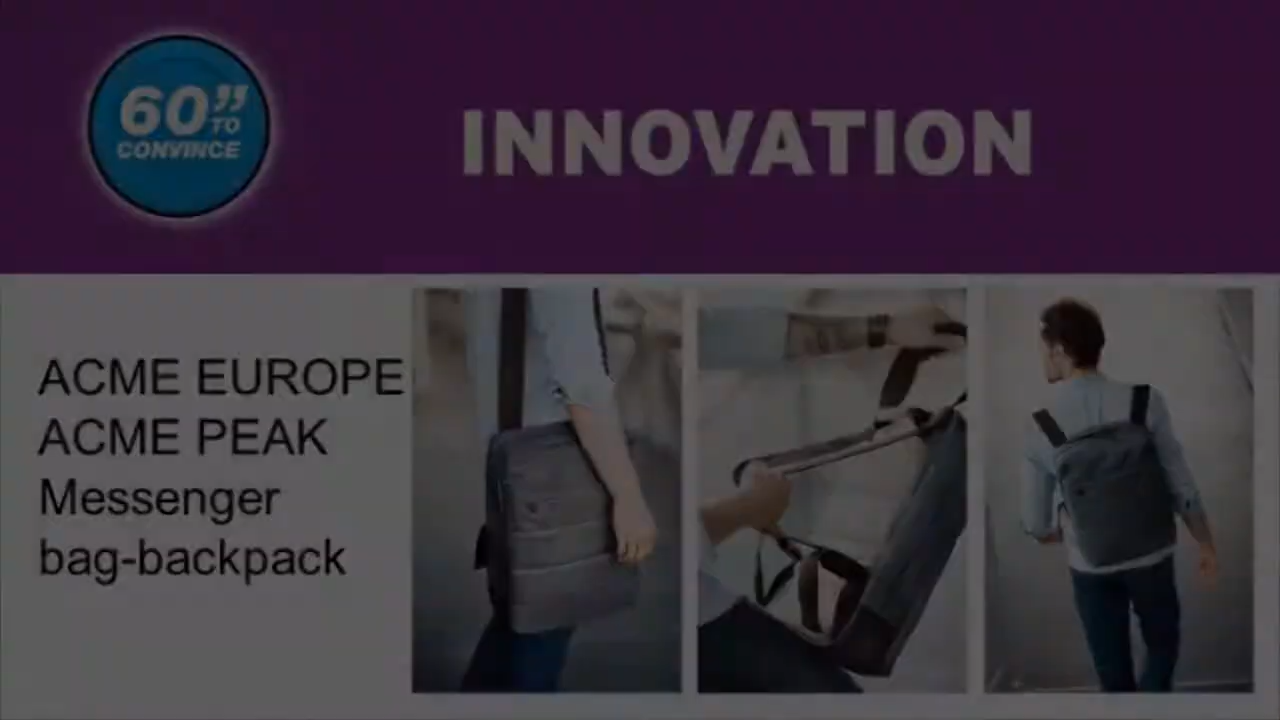 60”
TO
CONVINCE
INNOVATION
ACME EUROPE
ACME PEAK
Messenger
bag-backpack